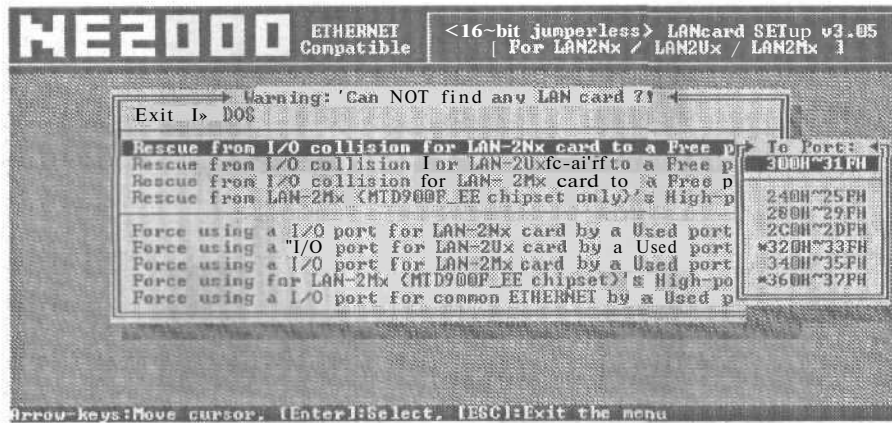 NE2000
ETHERNET
Compatible
<16~bit jumperless> LANcard SETup v3.05
[ For LAN2Nx / LAN2Ux / LAN2Mx ]
Warning: 'Can NOT find any LAN card ?!
Exit I» DOS
Rescue from I/O collision for LAN-2Nx card to a Free p
Rescue from I/O collision Ior LAN-2Uxfc-ai'rf to a Free p
Rescue from I/O collision for LAN- 2Mx card to a Free p
Rescue from LAN-2Mx (MTD900F_EE chipset only)'s High-p
Force using a I/O port for LAN-2Nx card by a Used port
Force using a "I/O port for LAN-2Ux card by a Used port
Force using a I/O port for LAN-2Mx card by a Used port
Force using for LAN-2Mx (MTD900F_EE chipset)'s High-po
Force using a I/O port for common ETHERNET by a Used p
To Port:
300H~31FH
240H~25FH
280H~29FH
2C0H~2DFH
*320H~33FH
340H~35FH
*360H~37FH
Arrow-keys:Move cursor, [Enter]:Select, [ESC]:Exit the menu